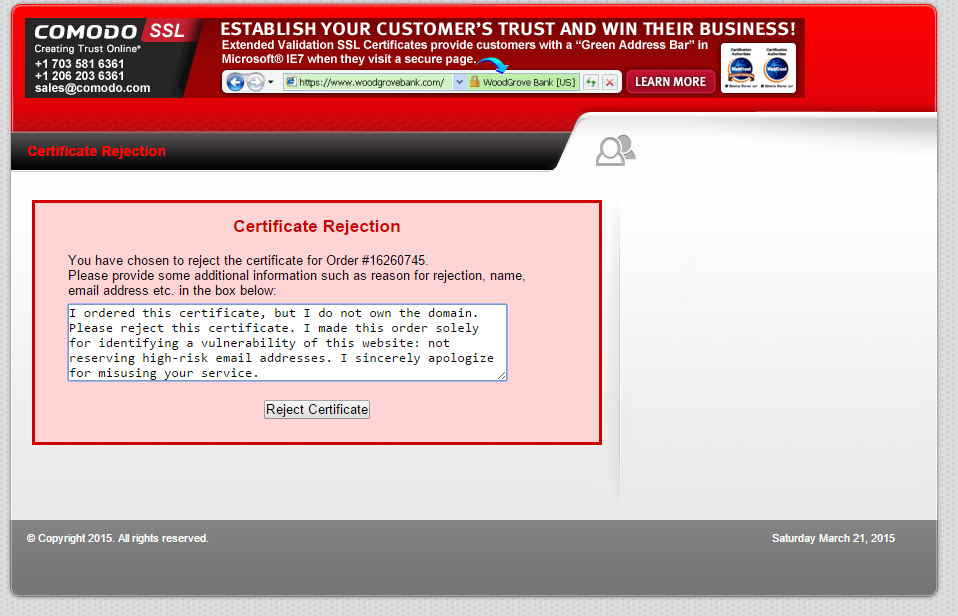 COMODO SSL
Creating Trust Online*
+1 703 581 6361
+1 206 203 6361
sales@comodo.com
ESTABLISH YOUR CUSTOMER'S TRUST AND WIN THEIR BUSINESS!
Extended Validation SSL Certificates provide customers with a “Green Address Bar” in
Microsoft® IE7 when they visit a secure page.
https://www.woodgrovebank.com/
WoodGrove Bank [US]
LEARN MORE
WebTrust
WebTrust
Certificate Rejection
Certificate Rejection
You have chosen to reject the certificate for Order #16260745.
Please provide some additional information such as reason for rejection, name,
email address etc. in the box below:
I ordered this certificate, but I do not own the domain.
Please reject this certificate. I made this order solely
for identifying a vulnerability of this website: not
reserving high-risk email addresses. I sincerely apologize
for misusing your service.
Reject Certificate
© Copyright 2015. All rights reserved.
Saturday March 21, 2015